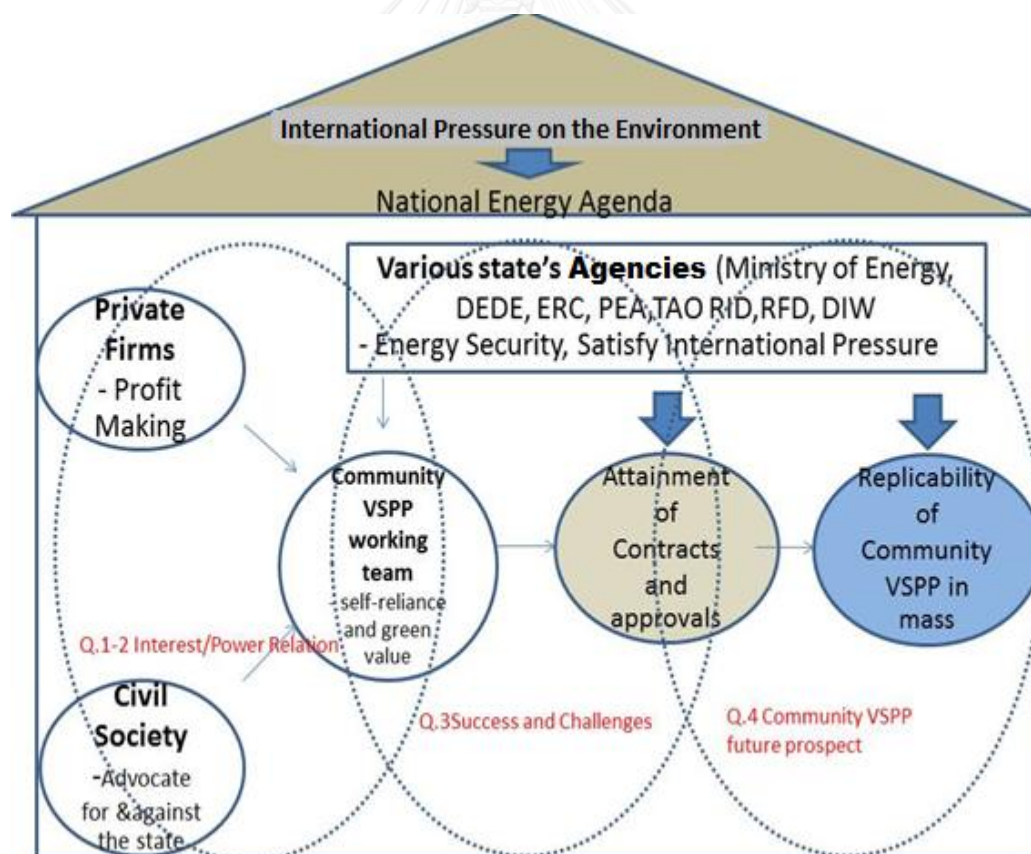 International Pressure on the Environment
National Energy Agenda
Various state's Agencies (Ministry of Energy,
DEDE, ERC, PEA,TAO RID,RFD, DIW
- Energy Security, Satisfy International Pressure
Private
Firms
- Profit
Making
Community
VSPP
working
team
- self-reliance
and green
value
Attainment
of
Contracts
and
approvals
Replicability
of
Community
VSPP in
mass
Q.1-2 Interest/Power Relation
Civil
Society
-Advocate
for &against
the state
Q.3Success and Challenges
Q.4 Community VSPP
future prospect